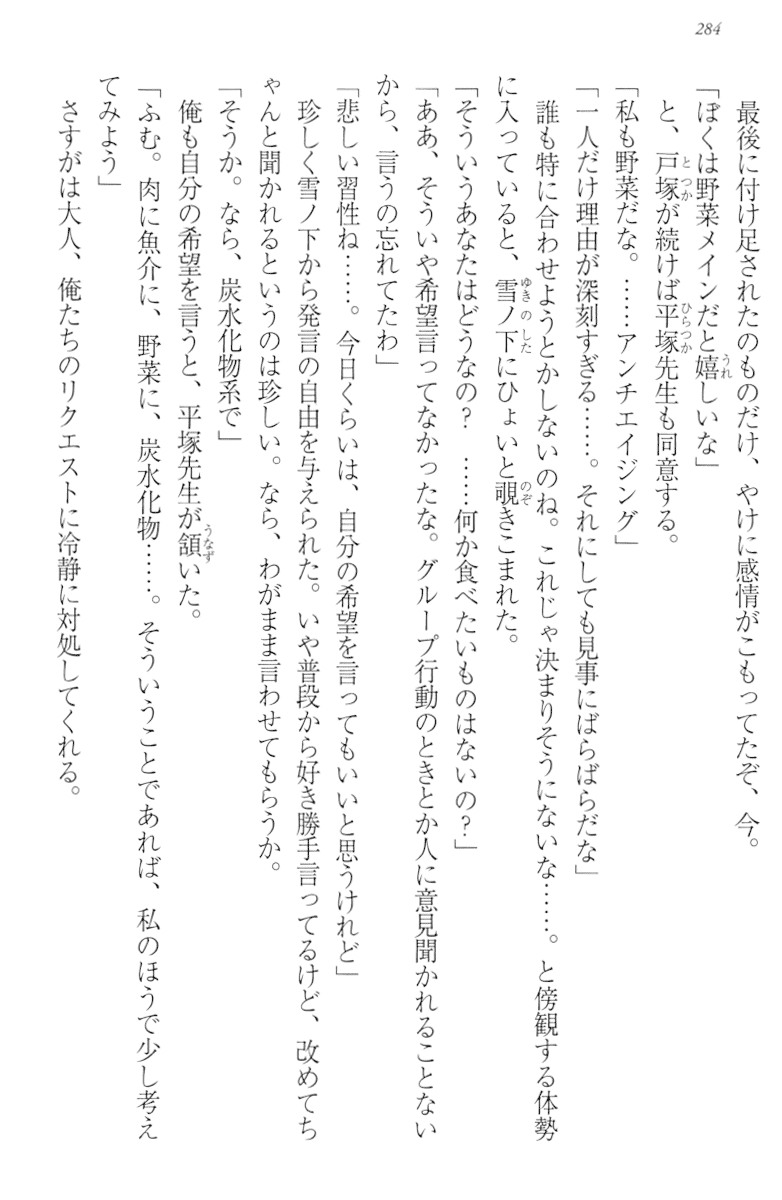 284
最後に付け足されたのものだけ、やけに感情がこもってたぞ、今。
「ぼくは野菜メインだと嬉しいな」
と、戸塚が続けば平塚先生も同意する。
「私も野菜だな。……アンチエイジング」
「一人だけ理由が深刻すぎる……。それにしても見事にばらばらだな」
誰も特に合わせようとかしないのね。これじゃ決まりそうにないな……。と傍観する体勢
に入っていると、雪ノ下にひょいと覗きこまれた。
「そういうあなたはどうなの？　……何か食べたいものはないの？」
「ああ、そういや希望言ってなかったな。グループ行動のときとか人に意見聞かれることない
から、言うの忘れてたわ」
「悲しい習性ね……。今日くらいは、自分の希望を言ってもいいと思うけれど」
珍しく雪ノ下から発言の自由を与えられた。いや普段から好き勝手言ってるけど、改めてち
ゃんと聞かれるというのは珍しい。なら、わがまま言わせてもらうか。
「そうか。なら、炭水化物系で」
俺も自分の希望を言うと、平塚先生が頷いた。
「ふむ。肉に魚介に、野菜に、炭水化物……。そういうことであれば、私のほうで少し考え
てみよう」
さすがは大人、俺たちのリクエストに冷静に対処してくれる。